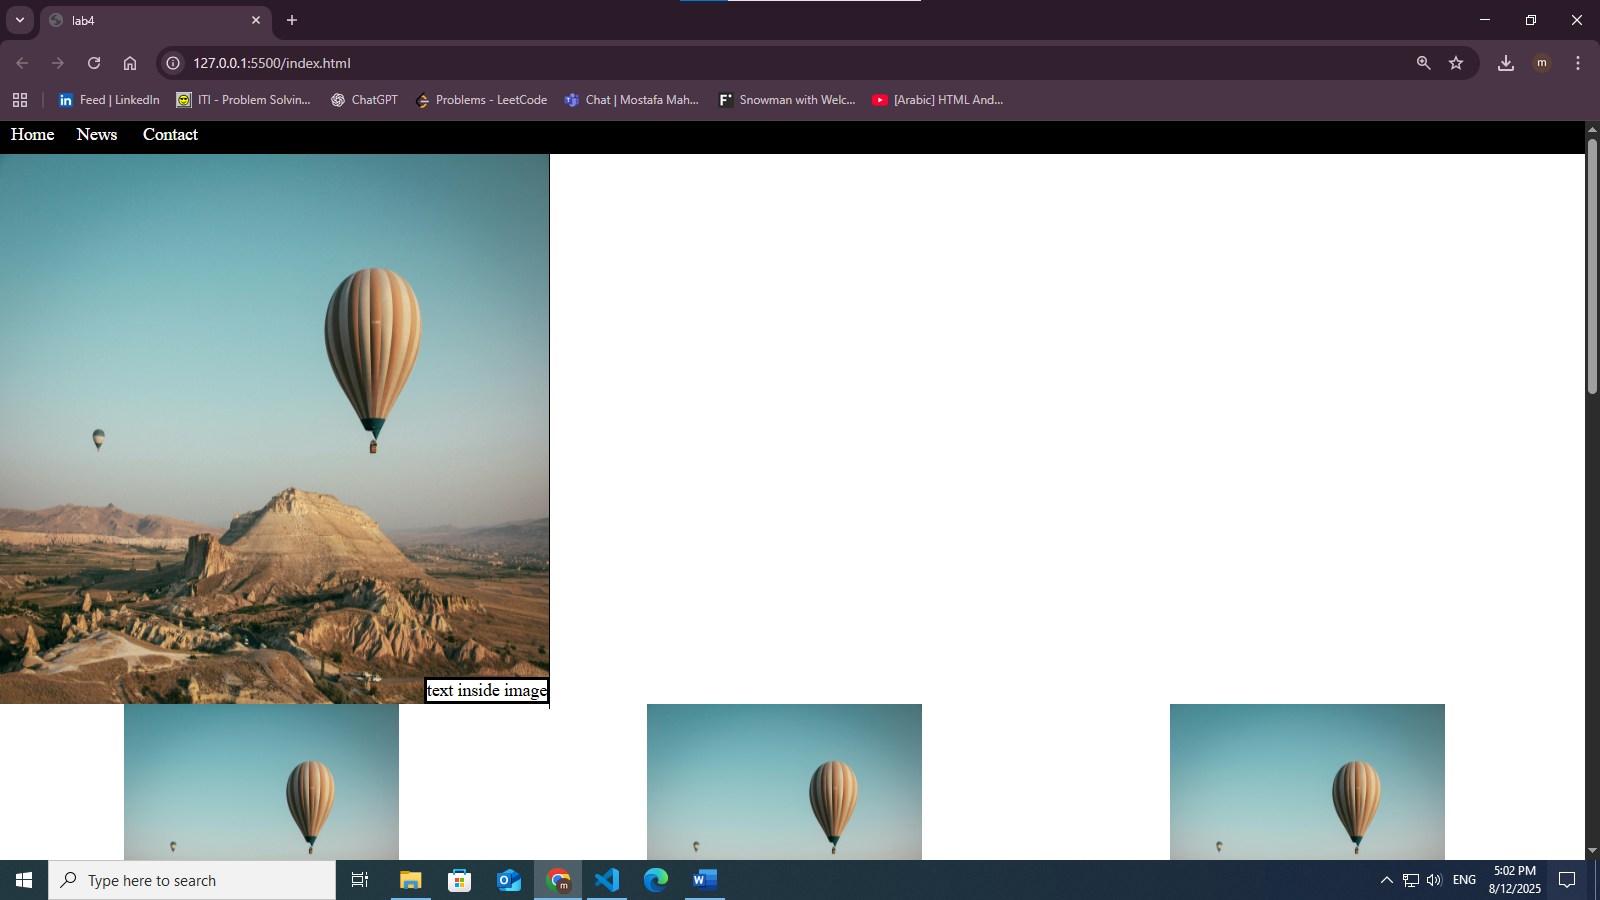 lab4
127.0.0.1:5500/index.html
m
Feed | LinkedIn
ITI - Problem Solvin...
ChatGPT
Problems - LeetCode
Chat | Mostafa Mah...
Snowman with Welc...
[Arabic] HTML And...
Home News Contact
text inside image
Type here to search
ENG
5:02 PM
8/12/2025